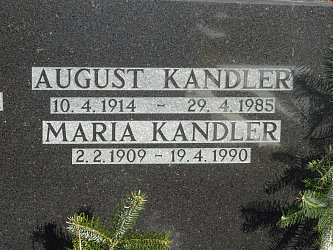 AUGUST KANDLER
10.4.1914 - 29.4.1985
MARIA KANDLER
2.2.1909 - 19.4.1990